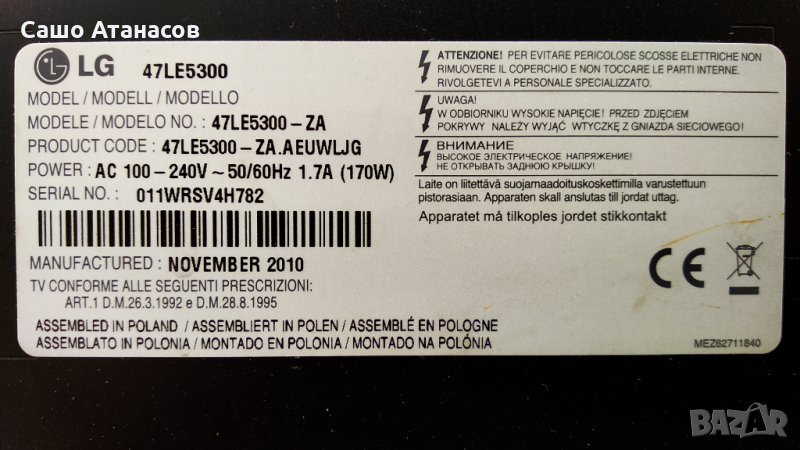 Сашо Атанасов
LG 47LE5300
MODEL / MODELL / MODELLO
MODELE / MODELO NO. : 47LE5300-ZA
PRODUCT CODE : 47LE5300-ZA.AEUWLJG
POWER : AC 100-240V~50/60Hz 1.7A (170W)
SERIAL NO. : 011WRSV4H782
MANUFACTURED : NOVEMBER 2010
TV CONFORME ALLE SEGUENTI PRESCRIZIONI:
ART.1 D.M.26.3.1992 e D.M.28.8.1995
ASSEMBLED IN POLAND / ASSEMBLIERT IN POLEN / ASSEMBLÉ EN POLOGNE
ASSEMBLATO IN POLONIA / MONTADO EN POLONIA / MONTADO NA POLÓNIA
ATTENZIONE! PER EVITARE PERICOLOSE SCOSSE ELETTRICHE NON
RIMUOVERE IL COPERCHIO E NON TOCCARE LE PARTI INTERNE.
RIVOLGETEVI A PERSONALE SPECIALIZZATO.
UWAGA!
W ODBIORNIKU WYSOKIE NAPIĘCIE! PRZED ZDJĘCIEM
POKRYWY NALEŻY WYJĄĆ WTYCZKĘ Z GNIAZDA SIECIOWEGO!
ВНИМАНИЕ
ВЫСОКОЕ ЭЛЕКТРИЧЕСКОЕ НАПРЯЖЕНИЕ!
НЕ ОТКРЫВАТЬ ЗАДНЮЮ КРЫШКУ!
Laite on liitettävä suojamaadoituskoskettimilla varustettuun
pistorasiaan. Apparaten skall anslutas till jordat uttag.
Apparatet må tilkoples jordet stikkontakt
CE
MEZ62711840
BAZAR